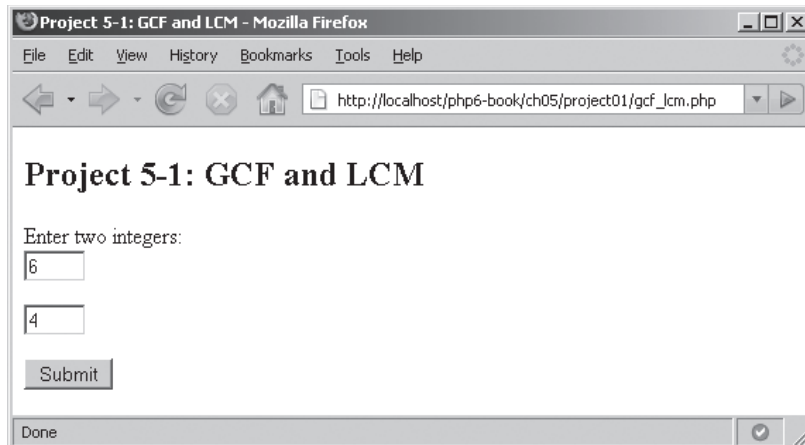 Project 5-1: GCF and LCM - Mozilla Firefox
File Edit View History Bookmarks Tools Help
http://localhost/php6-book/ch05/project01/gcf_lcm.php
Project 5-1: GCF and LCM
Enter two integers:
6
4
Submit
Done